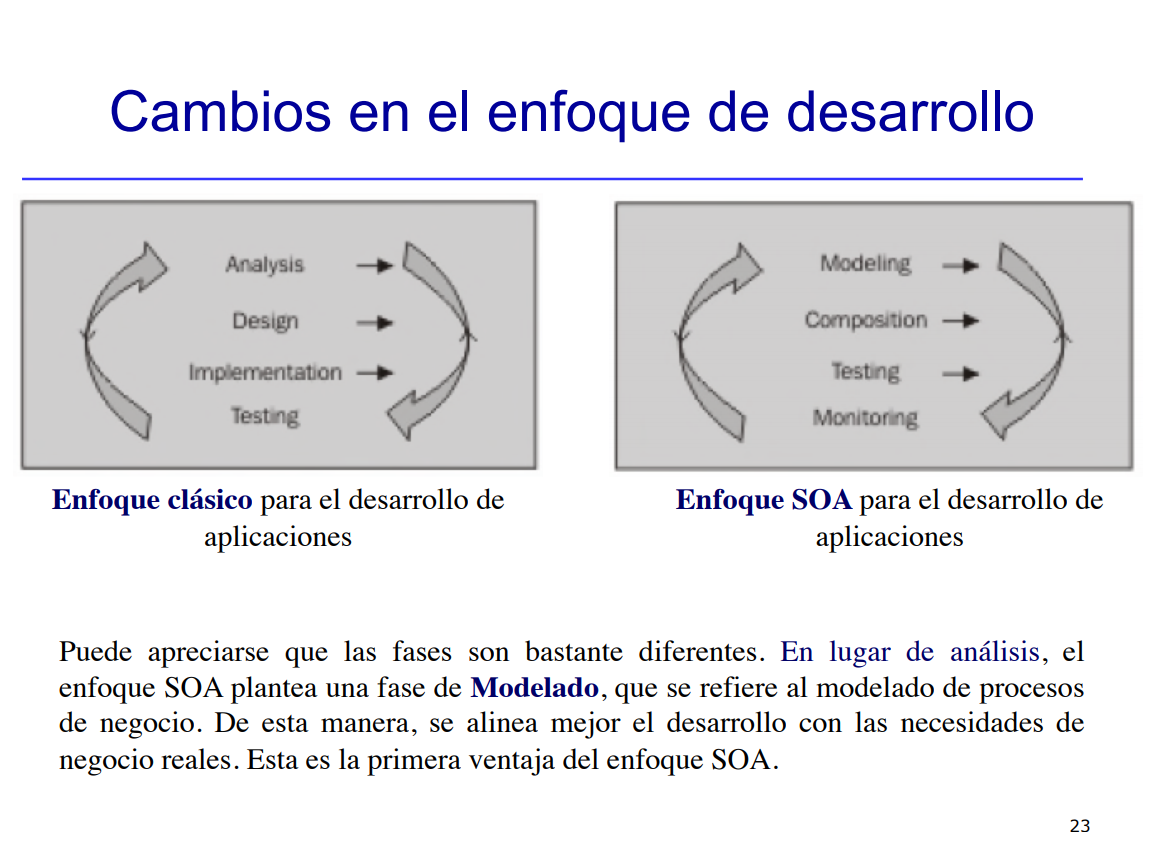 Cambios en el enfoque de desarrollo
Analysis
Design
Implementation
Testing
Modeling
Composition
Testing
Monitoring
Enfoque clásico para el desarrollo de
aplicaciones
Enfoque SOA para el desarrollo de
aplicaciones
Puede apreciarse que las fases son bastante diferentes. En lugar de análisis, el
enfoque SOA plantea una fase de Modelado, que se refiere al modelado de procesos
de negocio. De esta manera, se alinea mejor el desarrollo con las necesidades de
negocio reales. Esta es la primera ventaja del enfoque SOA.
23